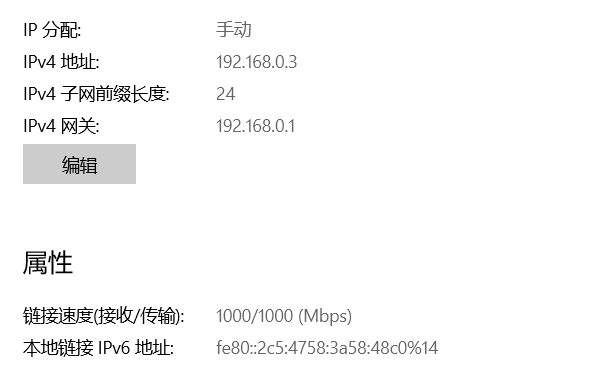 IP 分配: 手动
IPv4 地址: 192.168.0.3
IPv4 子网前缀长度: 24
IPv4 网关: 192.168.0.1
编辑
属性
链接速度(接收/传输): 1000/1000 (Mbps)
本地链接 IPv6 地址: fe80::2c5:4758:3a58:48c0%14